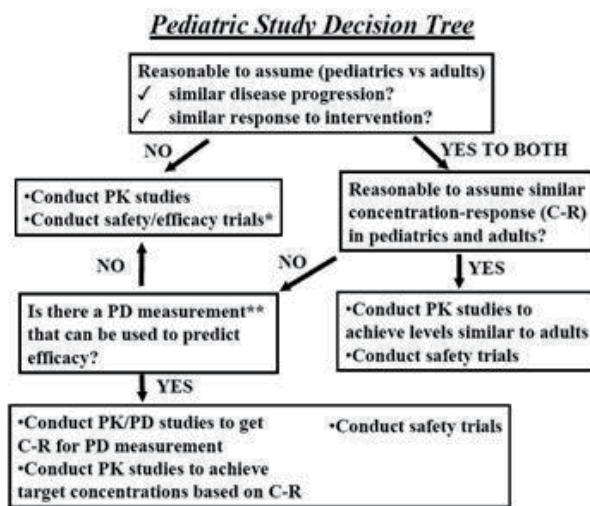 Pediatric Study Decision Tree
Reasonable to assume (pediatrics vs adults)
✓ similar disease progression?
✓ similar response to intervention?
NO
YES TO BOTH
•Conduct PK studies
•Conduct safety/efficacy trials*
Reasonable to assume similar
concentration-response (C-R)
in pediatrics and adults?
NO
NO
YES
Is there a PD measurement**
that can be used to predict
efficacy?
•Conduct PK studies to
achieve levels similar to adults
•Conduct safety trials
YES
•Conduct PK/PD studies to get
C-R for PD measurement
•Conduct PK studies to achieve
target concentrations based on C-R
•Conduct safety trials